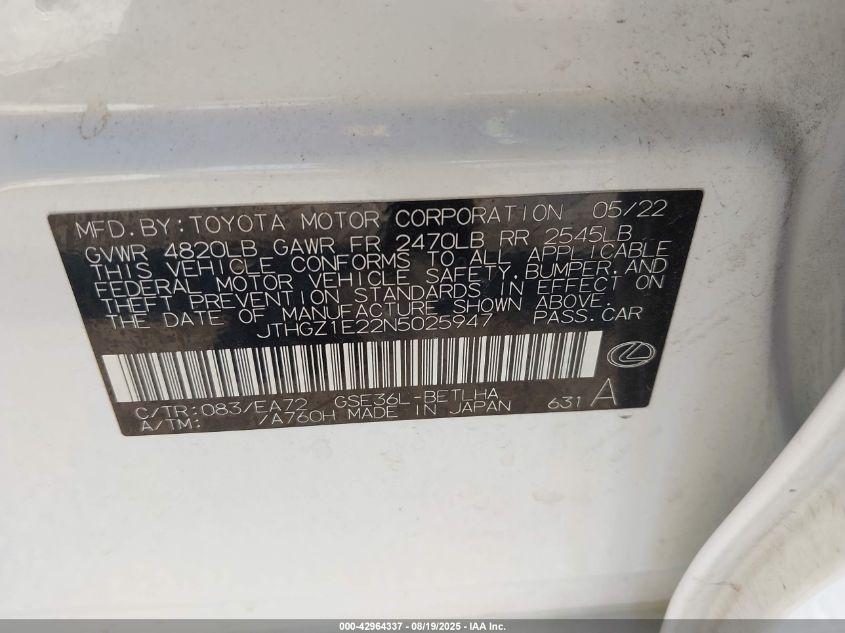 MFD.BY:TOYOTA MOTOR CORPORATION 05/22
GVWR 4820LB GAWR FR 2470LB RR 2545LB
THIS VEHICLE CONFORMS TO ALL APPLICABLE
FEDERAL MOTOR VEHICLE SAFETY,BUMPER,AND
THEFT PREVENTION STANDARDS IN EFFECT ON
THE DATE OF MANUFACTURE SHOWN ABOVE.
JTHGZ1E22N5025947 PASS.CAR
C/TR:083/EA72 GSE36L-BETLHA
A/TM: /A760H MADE IN JAPAN 631 A
000-42964337 - 08/19/2025 - IAA Inc.